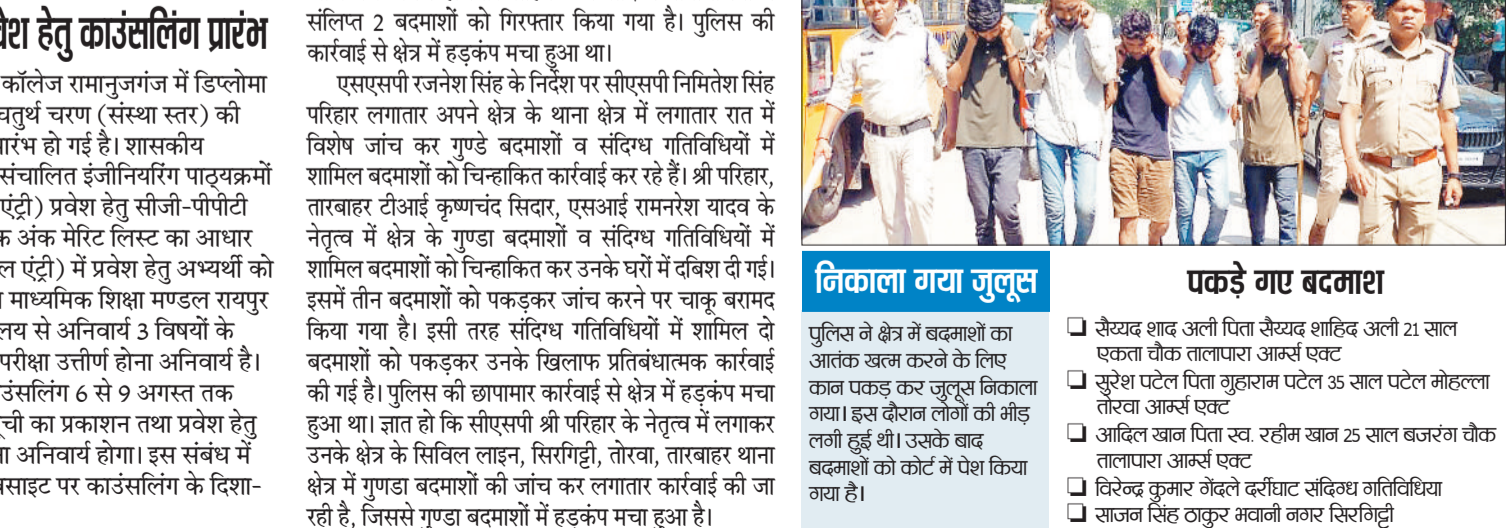 वेश हेतु काउंसलिंग प्रारंभ
कॉलेज रामानुजगंज में डिप्लोमा
चतुर्थ चरण (संस्था स्तर) की
ारंभ हो गई है। शासकीय
संचालित इंजीनियरिंग पाठ्यक्रमों
एंट्री) प्रवेश हेतु सीजी-पीपीटी
क अंक मेरिट लिस्ट का आधार
ल एंट्री) में प्रवेश हेतु अभ्यर्थी को
माध्यमिक शिक्षा मण्डल रायपुर
लय से अनिवार्य 3 विषयों के
परीक्षा उत्तीर्ण होना अनिवार्य है।
उंसलिंग 6 से 9 अगस्त तक
ची का प्रकाशन तथा प्रवेश हेतु
ा अनिवार्य होगा। इस संबंध में
साइट पर काउंसलिंग के दिशा-
संलिप्त 2 बदमाशों को गिरफ्तार किया गया है। पुलिस की
कार्रवाई से क्षेत्र में हड़कंप मचा हुआ था।
एसएसपी रजनेश सिंह के निर्देश पर सीएसपी निमितेश सिंह
परिहार लगातार अपने क्षेत्र के थाना क्षेत्र में लगातार रात में
विशेष जांच कर गुण्डे बदमाशों व संदिग्ध गतिविधियों में
शामिल बदमाशों को चिन्हाकित कार्रवाई कर रहे हैं। श्री परिहार,
तारबाहर टीआई कृष्णचंद सिदार, एसआई रामनरेश यादव के
नेतृत्व में क्षेत्र के गुण्डा बदमाशों व संदिग्ध गतिविधियों में
शामिल बदमाशों को चिन्हाकित कर उनके घरों में दबिश दी गई।
इसमें तीन बदमाशों को पकड़कर जांच करने पर चाकू बरामद
किया गया है। इसी तरह संदिग्ध गतिविधियों में शामिल दो
बदमाशों को पकड़कर उनके खिलाफ प्रतिबंधात्मक कार्रवाई
की गई है। पुलिस की छापामार कार्रवाई से क्षेत्र में हड़कंप मचा
हुआ था। ज्ञात हो कि सीएसपी श्री परिहार के नेतृत्व में लगाकर
उनके क्षेत्र के सिविल लाइन, सिरगिट्टी, तोरवा, तारबाहर थाना
क्षेत्र में गुणडा बदमाशों की जांच कर लगातार कार्रवाई की जा
रही है, जिससे गुण्डा बदमाशों में हडकंप मचा हुआ है।
निकाला गया जुलूस
पुलिस ने क्षेत्र में बदमाशों का
आतंक खत्म करने के लिए
कान पकड़ कर जुलूस निकाला
गया। इस दौरान लोगों की भीड़
लगी हुई थी। उसके बाद
बदमाशों को कोर्ट में पेश किया
गया है।
पकड़े गए बदमाश
❑ सैय्यद शाद अली पिता सैय्यद शाहिद अली 21 साल
एकता चौक तालापारा आर्म्स एक्ट
❑ सुरेश पटेल पिता गुहाराम पटेल 35 साल पटेल मोहल्ला
तोरवा आर्म्स एक्ट
❑ आदिल खान पिता स्व. रहीम खान 25 साल बजरंग चौक
तालापारा आर्म्स एक्ट
❑ विरेन्द्र कुमार गेंदले दर्रीघाट संदिग्ध गतिविधिया
❑ साजन सिंह ठाकुर भवानी नगर सिरगिट्टी